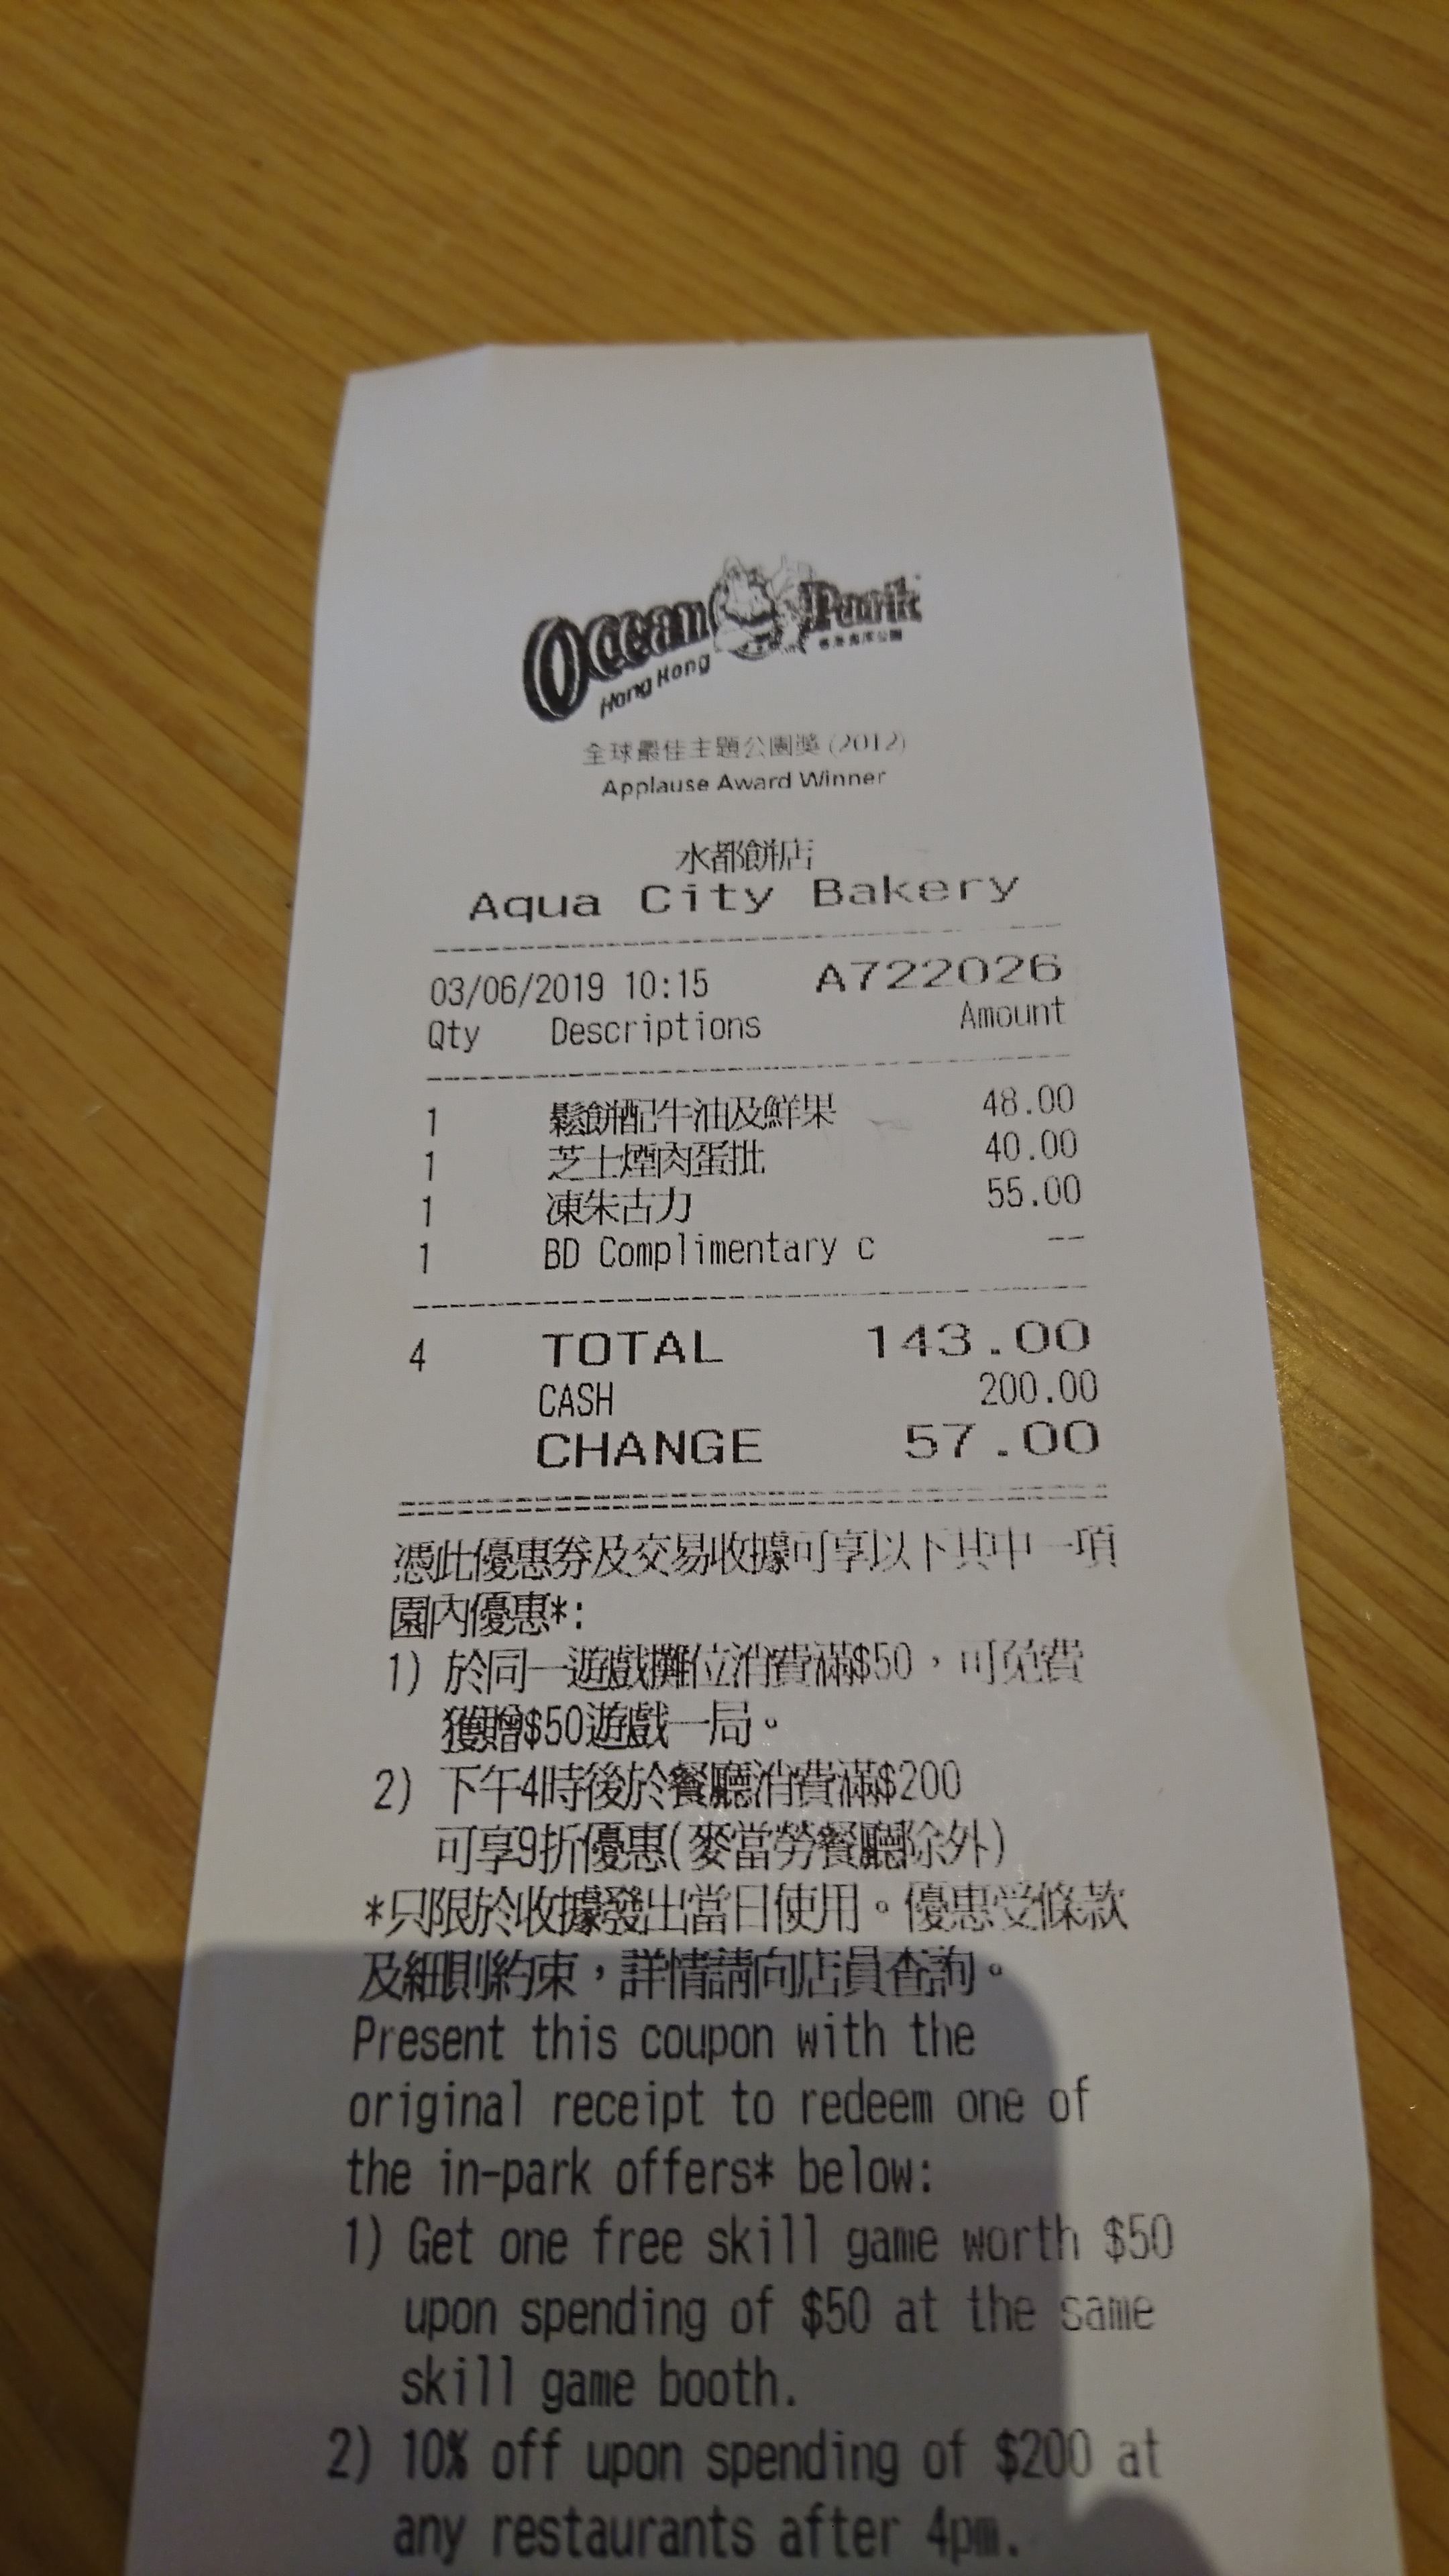 Ocean Park
Hong Kong 香港海洋公園
全球最佳主題公園獎 (2012)
Applause Award Winner
水都餅店
Aqua City Bakery
03/06/2019 10:15 A722026
Qty Descriptions Amount
1 鬆餅配牛油及鮮果 48.00
1 芝士煙肉蛋批 40.00
1 凍朱古力 55.00
1 BD Complimentary c --
4 TOTAL 143.00
CASH 200.00
CHANGE 57.00
憑此優惠券及交易收據可享以下其中一項
園內優惠*:
1) 於同一遊戲攤位消費滿$50，可免費
獲贈$50遊戲一局。
2) 下午4時後於餐廳消費滿$200
可享9折優惠(麥當勞餐廳除外)
*只限於收據發出當日使用。優惠受條款
及細則約束，詳情請向店員查詢。
Present this coupon with the
original receipt to redeem one of
the in-park offers* below:
1) Get one free skill game worth $50
upon spending of $50 at the same
skill game booth.
2) 10% off upon spending of $200 at
any restaurants after 4pm.